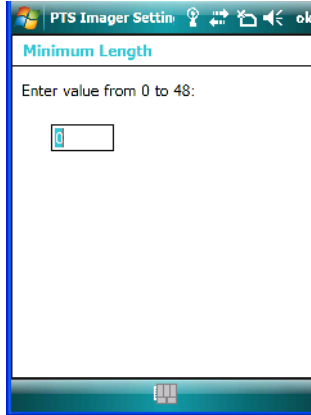 PTS Imager Settin ok
Minimum Length
Enter value from 0 to 48:
0